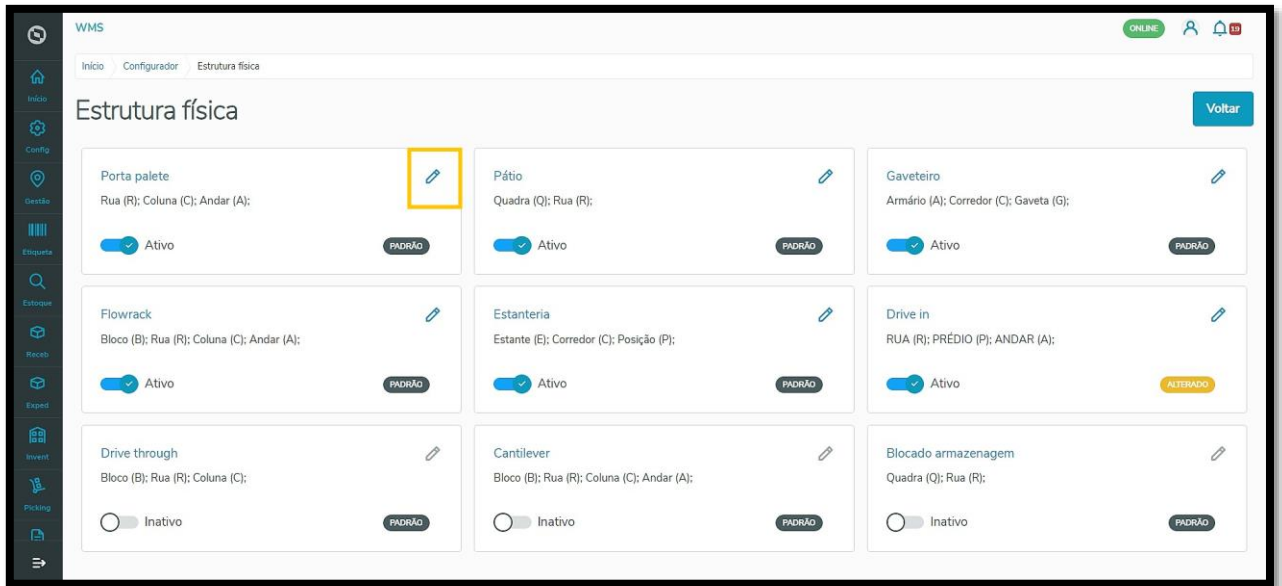 WMS
ONLINE
19
Início Configurador Estrutura física
Estrutura física
Voltar
Início
Config
Gestão
Etiqueta
Estoque
Receb
Exped
Invent
Picking
Porta palete
Rua (R); Coluna (C); Andar (A);
Ativo
PADRÃO
Pátio
Quadra (Q); Rua (R);
Ativo
PADRÃO
Gaveteiro
Armário (A); Corredor (C); Gaveta (G);
Ativo
PADRÃO
Flowrack
Bloco (B); Rua (R); Coluna (C); Andar (A);
Ativo
PADRÃO
Estanteria
Estante (E); Corredor (C); Posição (P);
Ativo
PADRÃO
Drive in
RUA (R); PRÉDIO (P); ANDAR (A);
Ativo
ALTERADO
Drive through
Bloco (B); Rua (R); Coluna (C);
Inativo
PADRÃO
Cantilever
Bloco (B); Rua (R); Coluna (C); Andar (A);
Inativo
PADRÃO
Blocado armazenagem
Quadra (Q); Rua (R);
Inativo
PADRÃO